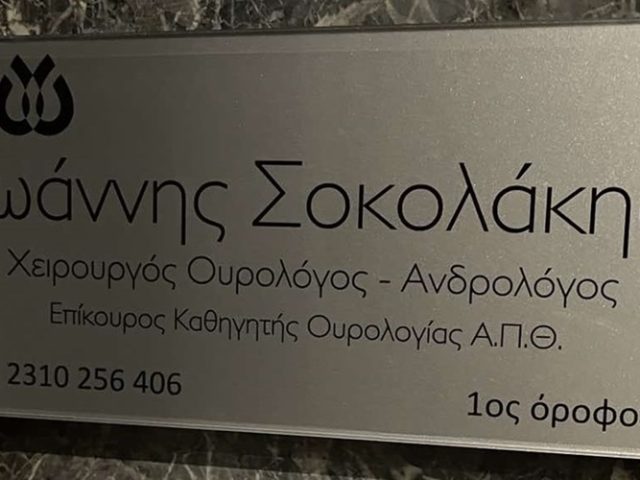 ωάννης Σοκολάκη
Χειρουργός Ουρολόγος - Ανδρολόγος
Επίκουρος Καθηγητής Ουρολογίας Α.Π.Θ.
2310 256 406
1ος όροφο